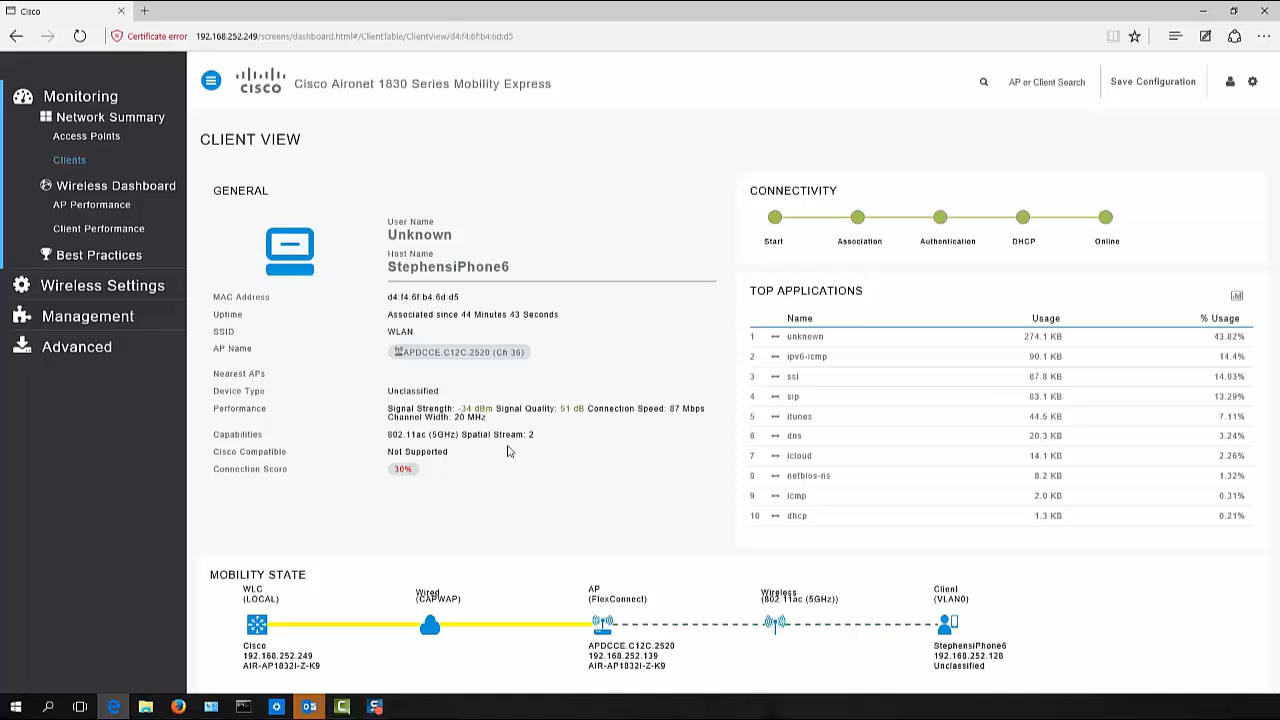 Cisco
Certificate error 192.168.252.249/screens/dashboard.html#/ClientTable/ClientView/d4:f4:6f:b4:6d:d5
Monitoring
Network Summary
Access Points
Clients
Wireless Dashboard
AP Performance
Client Performance
Best Practices
Wireless Settings
Management
Advanced
CISCO Cisco Aironet 1830 Series Mobility Express
AP or Client Search Save Configuration
CLIENT VIEW
GENERAL
User Name
Unknown
Host Name
StephensiPhone6
MAC Address d4:f4:6f:b4:6d:d5
Uptime Associated since 44 Minutes 43 Seconds
SSID WLAN
AP Name APDCCE.C12C.2520 (Ch 36)
Nearest APs
Device Type Unclassified
Performance Signal Strength: -34 dBm Signal Quality: 51 dB Connection Speed: 87 Mbps
Channel Width: 20 MHz
Capabilities 802.11ac (5GHz) Spatial Stream: 2
Cisco Compatible Not Supported
Connection Score 30%
CONNECTIVITY
Start Association Authentication DHCP Online
TOP APPLICATIONS
Name Usage % Usage
1 unknown 274.1 KB 43.82%
2 ipv6-icmp 90.1 KB 14.4%
3 ssl 87.8 KB 14.03%
4 sip 83.1 KB 13.29%
5 itunes 44.5 KB 7.11%
6 dns 20.3 KB 3.24%
7 icloud 14.1 KB 2.26%
8 netbios-ns 8.2 KB 1.32%
9 icmp 2.0 KB 0.31%
10 dhcp 1.3 KB 0.21%
MOBILITY STATE
WLC Wired AP Wireless Client
(LOCAL) (CAPWAP) (FlexConnect) (802.11ac (5GHz)) (VLAN0)
Cisco APDCCE.C12C.2520 StephensiPhone6
192.168.252.249 192.168.252.139 192.168.252.128
AIR-AP1832I-Z-K9 AIR-AP1832I-Z-K9 Unclassified